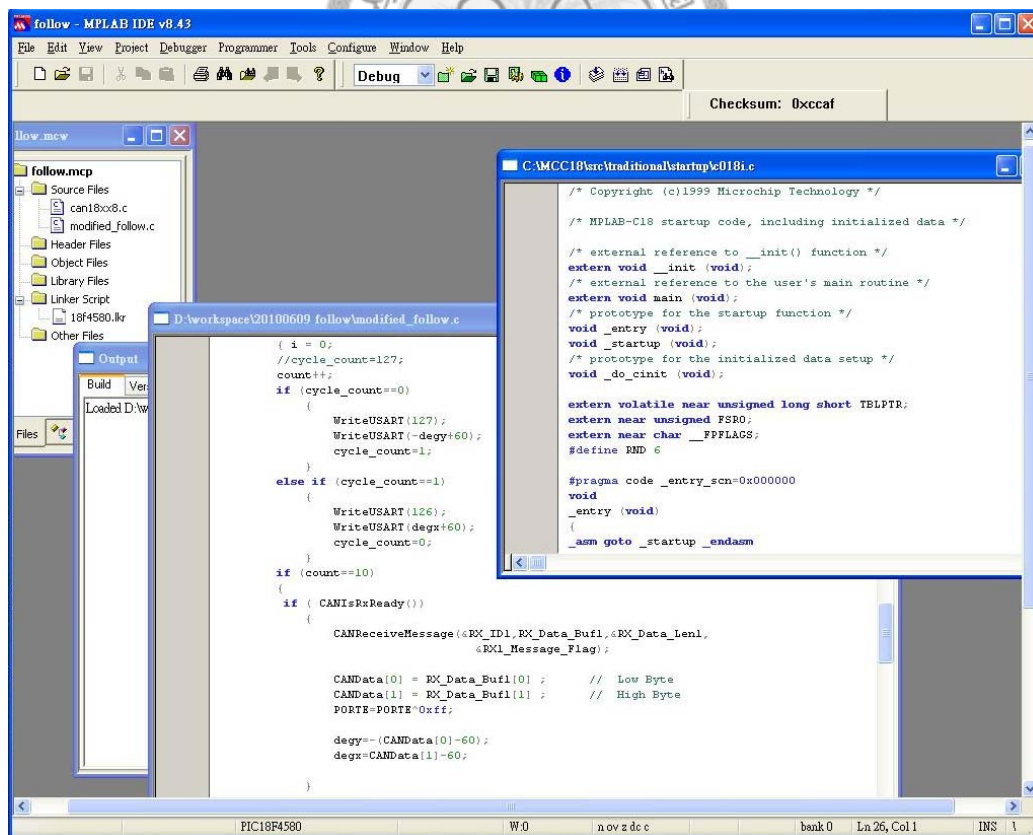 follow - MPLAB IDE v8.43
File Edit View Project Debugger Programmer Tools Configure Window Help
Debug
Checksum: 0xccaf
llow.mcw
follow.mcp
Source Files
can18xx8.c
modified_follow.c
Header Files
Object Files
Library Files
Linker Script
18f4580.lkr
Other Files
Files
Output
Build Ver
Loaded D:\w
D:\workspace\20100609 follow\modified_follow.c
{ i = 0;
//cycle_count=127;
count++;
if (cycle_count==0)
{
WriteUSART(127);
WriteUSART(-degy+60);
cycle_count=1;
}
else if (cycle_count==1)
{
WriteUSART(126);
WriteUSART(degx+60);
cycle_count=0;
}
if (count==10)
{
if ( CANIsRxReady())
{
CANReceiveMessage(&RX_ID1,RX_Data_Buf1,&RX_Data_Len1,
&RX1_Message_Flag);
CANData[0] = RX_Data_Buf1[0] ; // Low Byte
CANData[1] = RX_Data_Buf1[1] ; // High Byte
PORTE=PORTE^0xff;
degy=-(CANData[0]-60);
degx=CANData[1]-60;
}
C:\MCC18\src\traditional\startup\c018i.c
/* Copyright (c)1999 Microchip Technology */
/* MPLAB-C18 startup code, including initialized data */
/* external reference to __init() function */
extern void __init (void);
/* external reference to the user's main routine */
extern void main (void);
/* prototype for the startup function */
void _entry (void);
void _startup (void);
/* prototype for the initialized data setup */
void _do_cinit (void);
extern volatile near unsigned long short TBLPTR;
extern near unsigned FSR0;
extern near char __FPFLAGS;
#define RND 6
#pragma code _entry_scn=0x000000
void
_entry (void)
{
_asm goto _startup _endasm
PIC18F4580 W:0 n ov z dc c bank 0 Ln 26, Col 1 INS